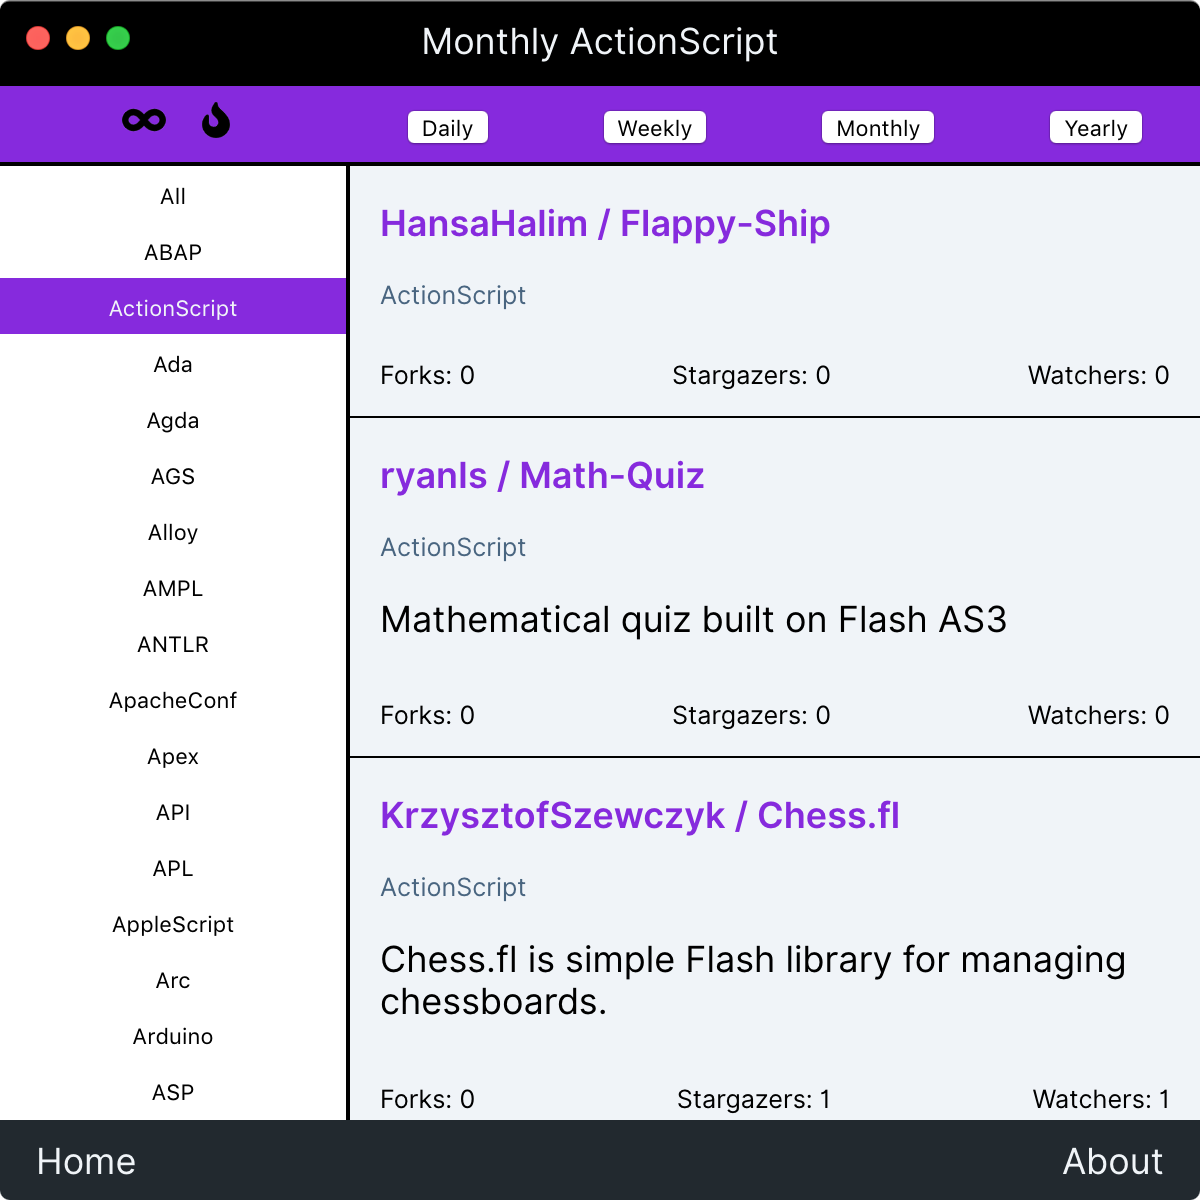 Monthly ActionScript
Daily
Weekly
Monthly
Yearly
All
ABAP
ActionScript
Ada
Agda
AGS
Alloy
AMPL
ANTLR
ApacheConf
Apex
API
APL
AppleScript
Arc
Arduino
ASP
HansaHalim / Flappy-Ship
ActionScript
Forks: 0
Stargazers: 0
Watchers: 0
ryanls / Math-Quiz
ActionScript
Mathematical quiz built on Flash AS3
Forks: 0
Stargazers: 0
Watchers: 0
KrzysztofSzewczyk / Chess.fl
ActionScript
Chess.fl is simple Flash library for managing
chessboards.
Forks: 0
Stargazers: 1
Watchers: 1
Home
About